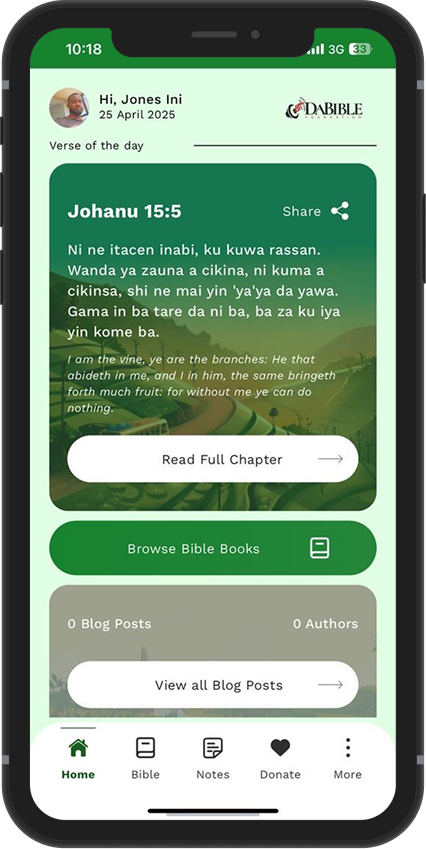 10:18
3G 33
Hi, Jones Ini
25 April 2025
DABIBLE
FOUNDATION
Verse of the day
Johanu 15:5
Share
Ni ne itacen inabi, ku kuwa rassan.
Wanda ya zauna a cikina, ni kuma a
cikinsa, shi ne mai yin 'ya'ya da yawa.
Gama in ba tare da ni ba, ba za ku iya
yin kome ba.
I am the vine, ye are the branches: He that
abideth in me, and I in him, the same bringeth
forth much fruit: for without me ye can do
nothing.
Read Full Chapter
Browse Bible Books
0 Blog Posts
0 Authors
View all Blog Posts
Home
Bible
Notes
Donate
More